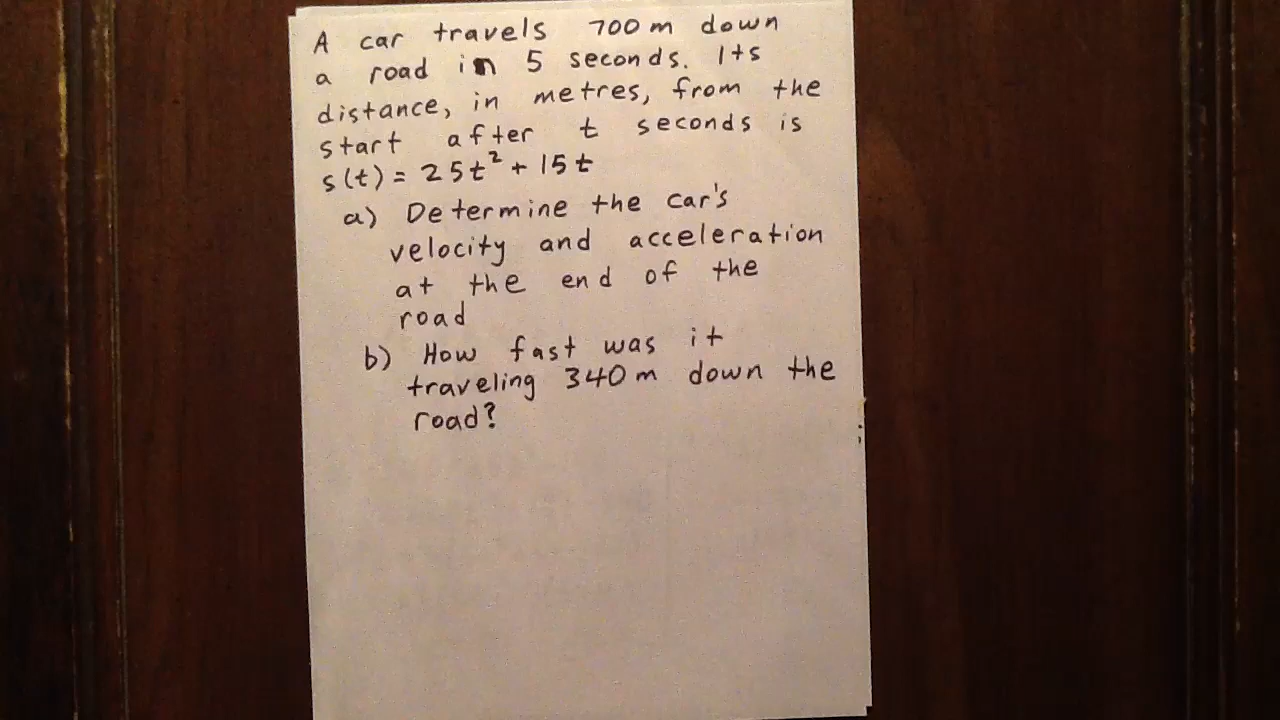 A car travels 700 m down
a road in 5 seconds. Its
distance, in metres, from the
start after t seconds is
s(t) = 25t² + 15t
a) Determine the car's
velocity and acceleration
at the end of the
road
b) How fast was it
traveling 340 m down the
road?